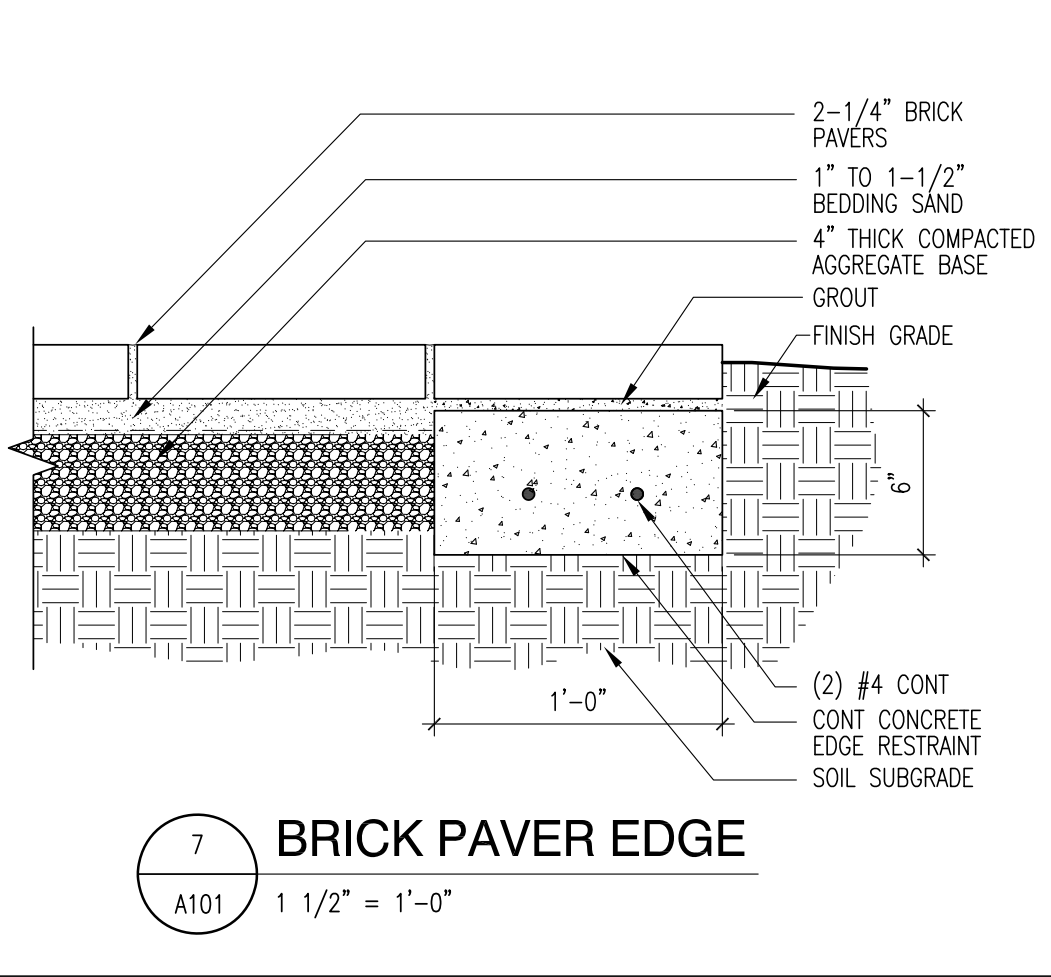 2-1/4” BRICK
PAVERS
1” TO 1-1/2”
BEDDING SAND
4” THICK COMPACTED
AGGREGATE BASE
GROUT
FINISH GRADE
6”
(2) #4 CONT
1’-0”
CONT CONCRETE
EDGE RESTRAINT
SOIL SUBGRADE
7
BRICK PAVER EDGE
A101
1 1/2” = 1’-0”